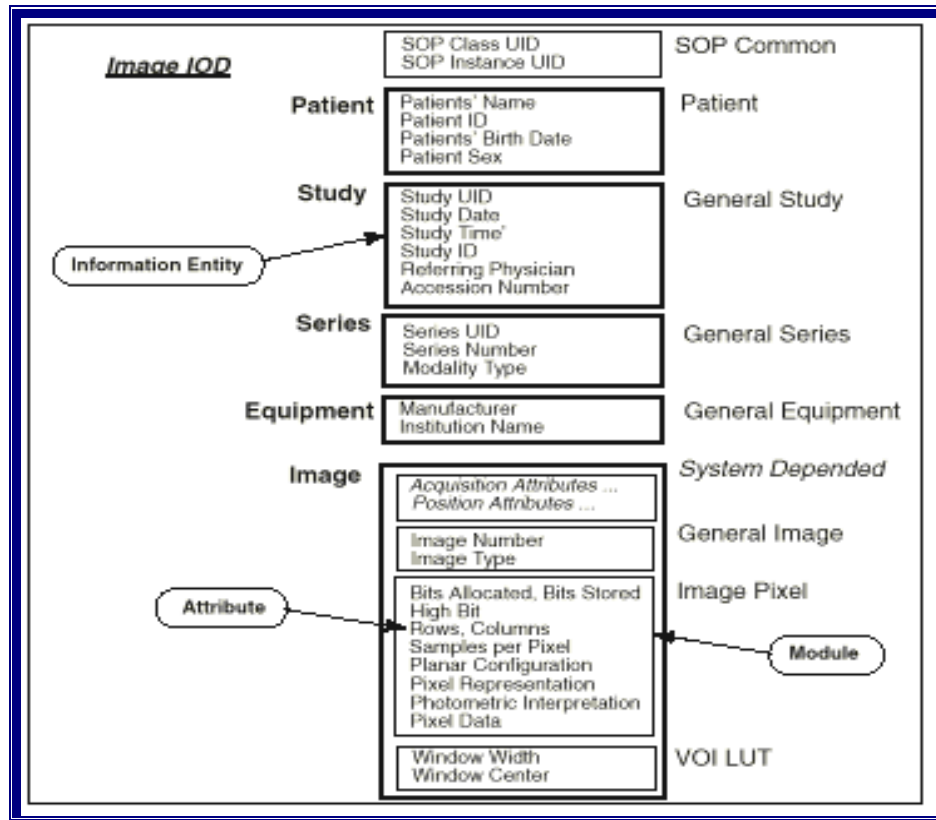 Image IOD
SOP Class UID
SOP Instance UID
SOP Common
Patient
Patients' Name
Patient ID
Patients' Birth Date
Patient Sex
Patient
Study
Study UID
Study Date
Study Time'
Study ID
Referring Physician
Accession Number
General Study
Information Entity
Series
Series UID
Series Number
Modality Type
General Series
Equipment
Manufacturer
Institution Name
General Equipment
Image
Acquisition Attributes ...
Position Attributes ...
System Depended
Image Number
Image Type
General Image
Attribute
Bits Allocated, Bits Stored
High Bit
Rows, Columns
Samples per Pixel
Planar Configuration
Pixel Representation
Photometric Interpretation
Pixel Data
Image Pixel
Module
Window Width
Window Center
VOI LUT